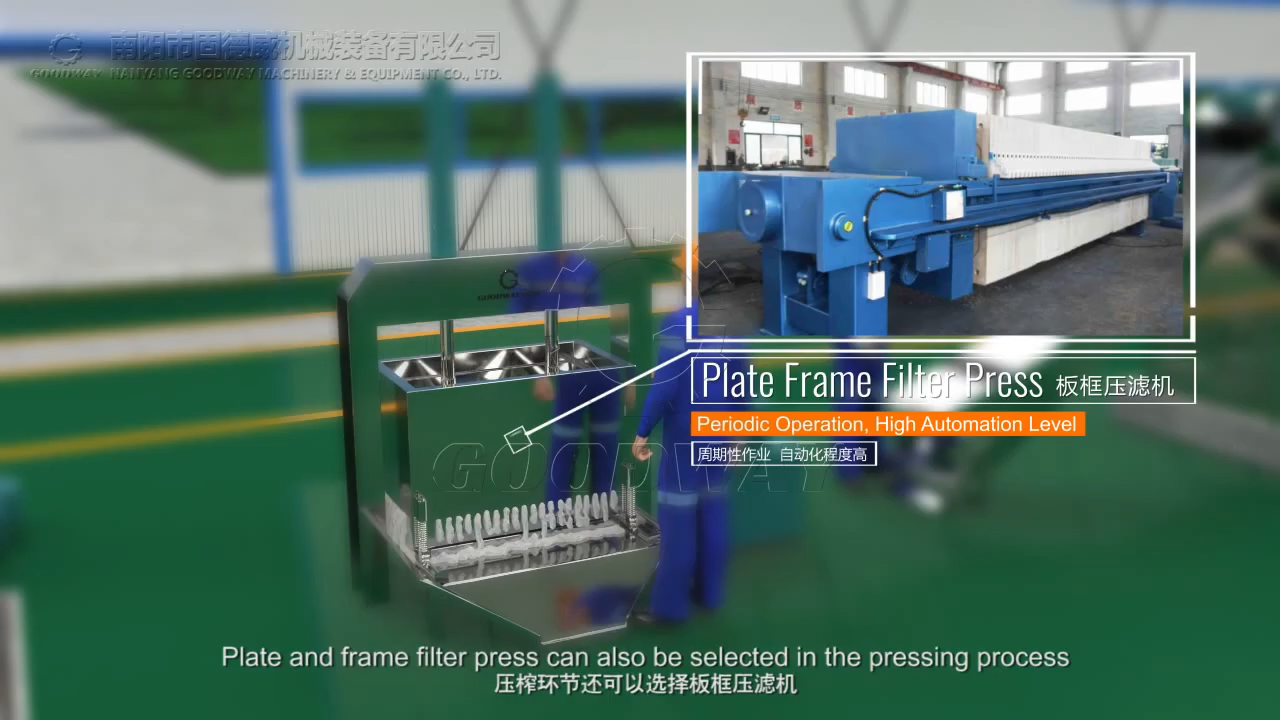 南阳市固德威机械装备有限公司
GOODWAY NANYANG GOODWAY MACHINERY & EQUIPMENT CO., LTD.
GOODWAY
Plate Frame Filter Press 板框压滤机
Periodic Operation, High Automation Level
周期性作业 自动化程度高
GOODWAY
Plate and frame filter press can also be selected in the pressing process
压榨环节还可以选择板框压滤机